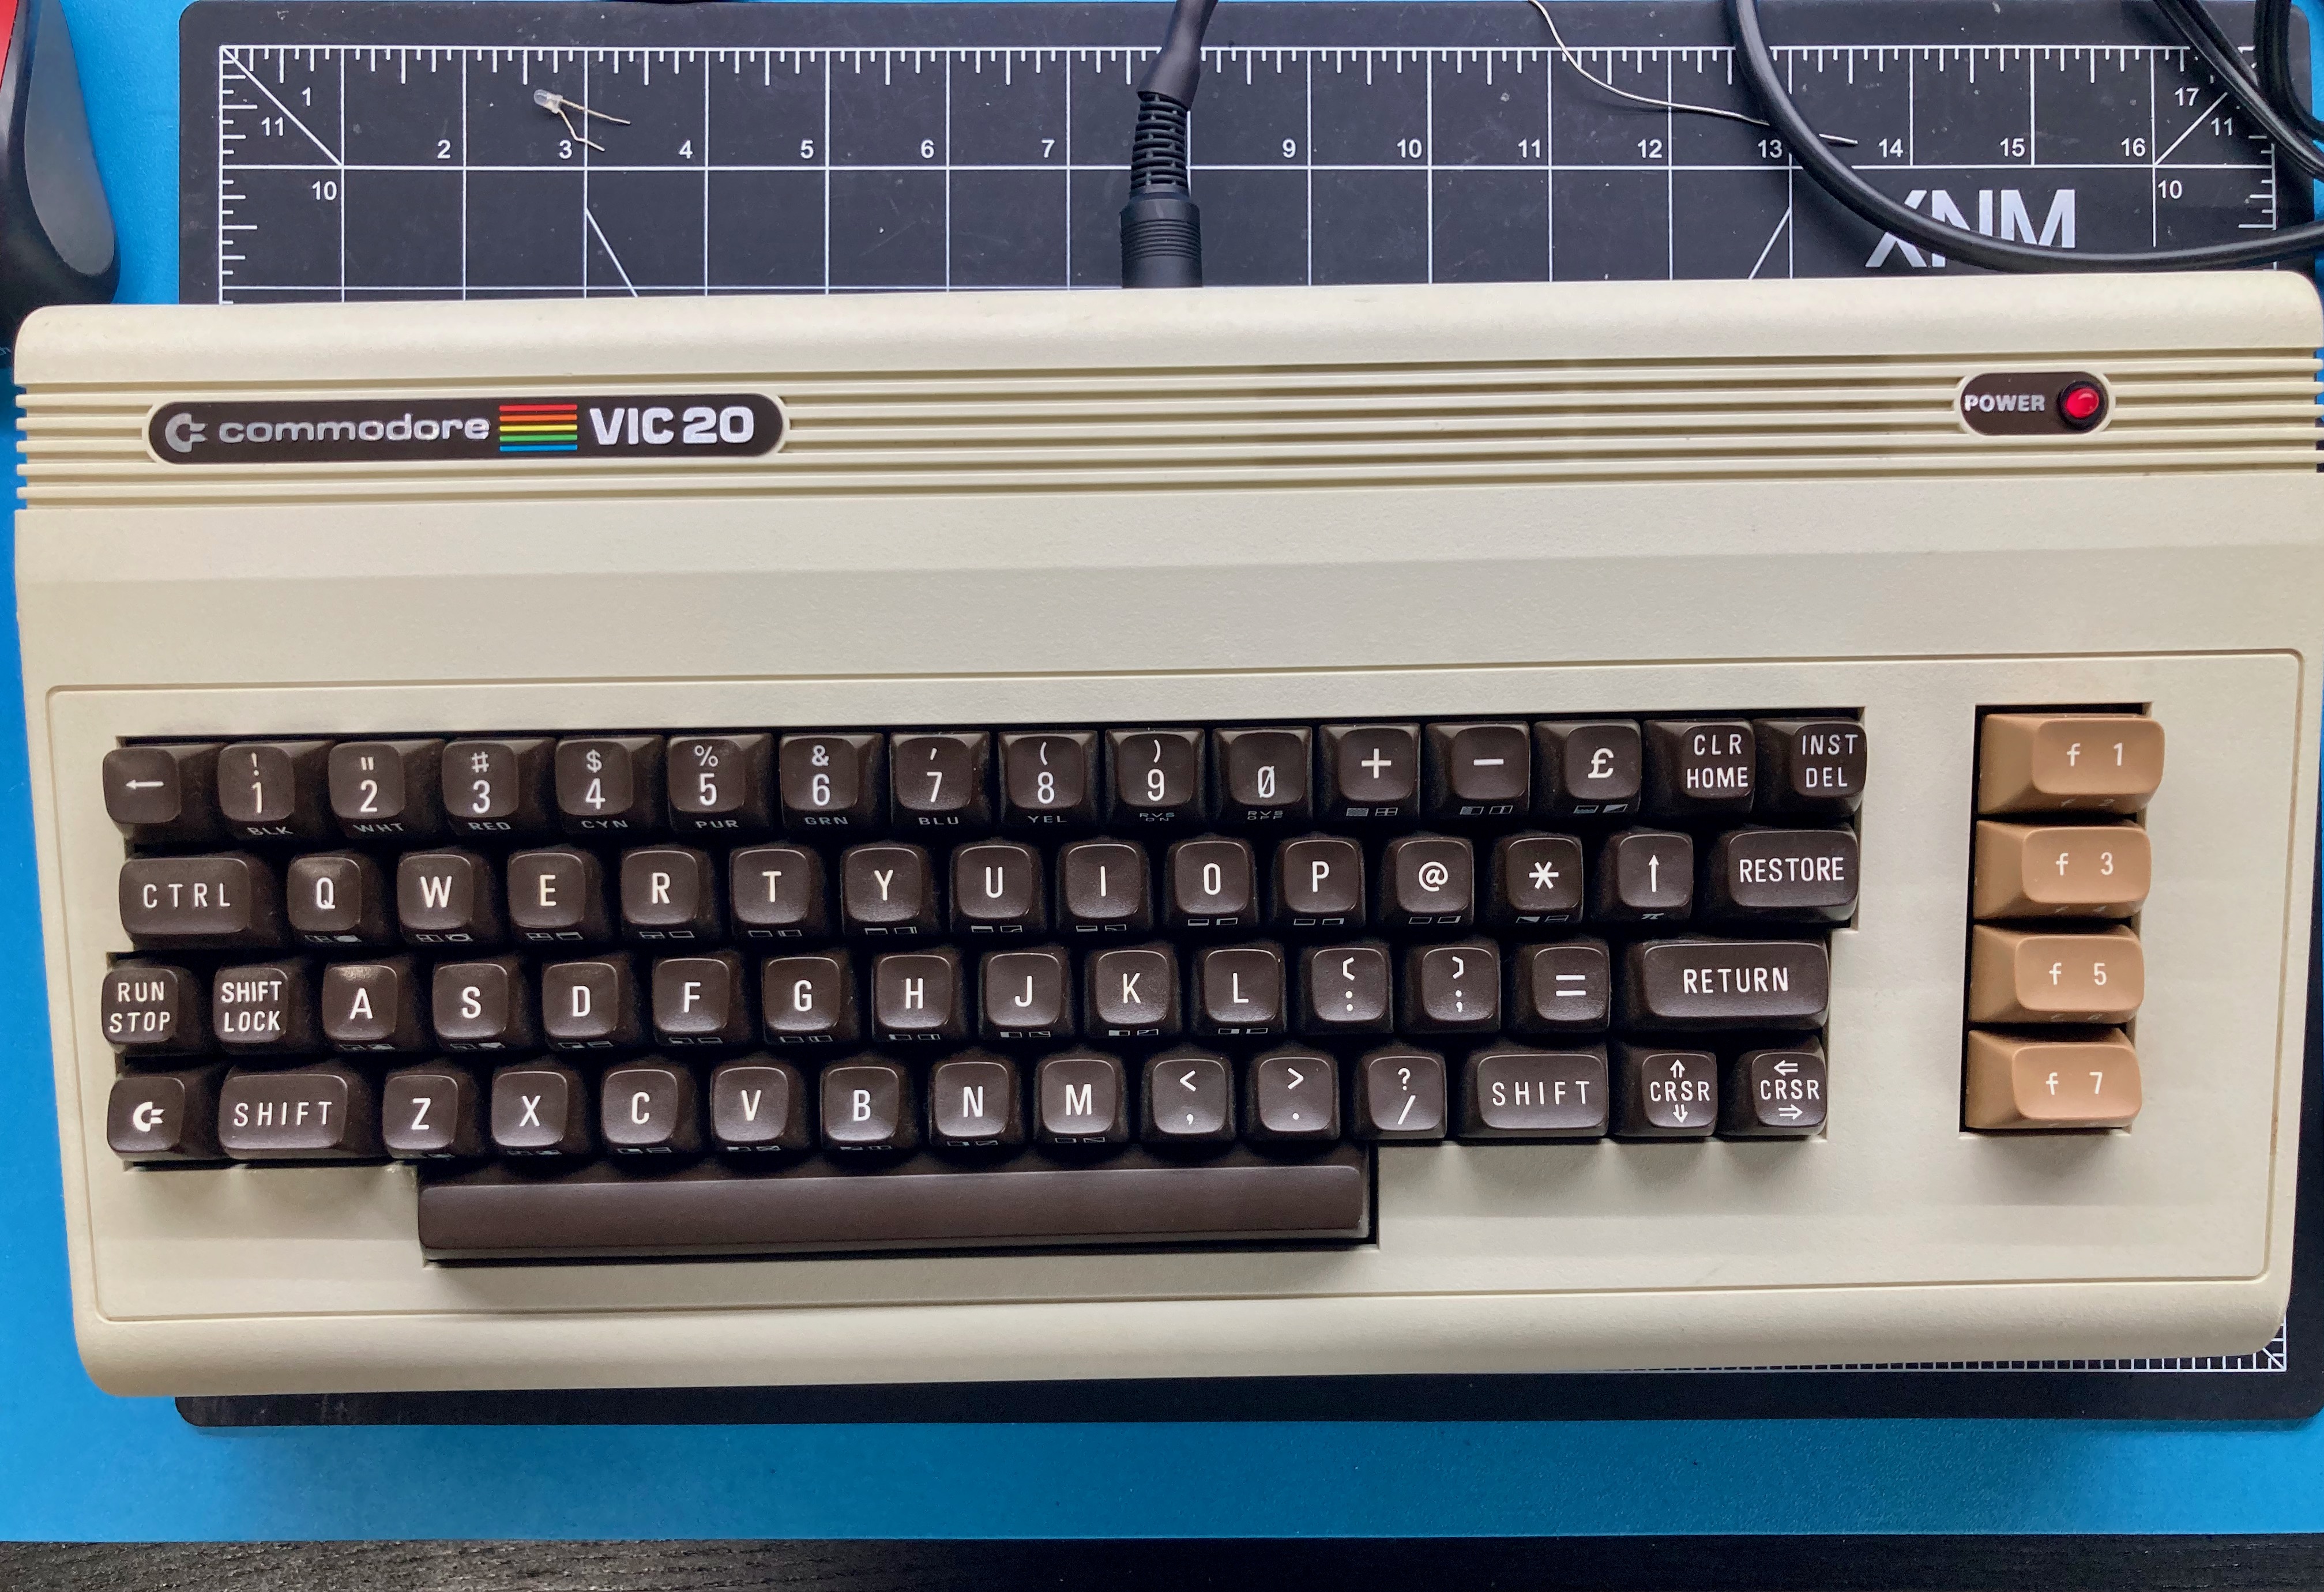 1 17
11 11
2 3 4 5 6 7 9 10 11 12 13 14 15 16
10 10
XNM
commodore VIC 20 POWER
← ! 1 " 2 # 3 $ 4 % 5 & 6 ' 7 ( 8 ) 9 0 + - £ CLR HOME INST DEL f 1
BLK WHT RED CYN PUR GRN BLU YEL RVS ON RVS OFF
CTRL Q W E R T Y U I O P @ * ↑ RESTORE f 3
π
RUN STOP SHIFT LOCK A S D F G H J K L [ : ] ; = RETURN f 5
SHIFT Z X C V B N M < , > . ? / SHIFT ⇑ CRSR ⇓ ⇐ CRSR ⇒ f 7